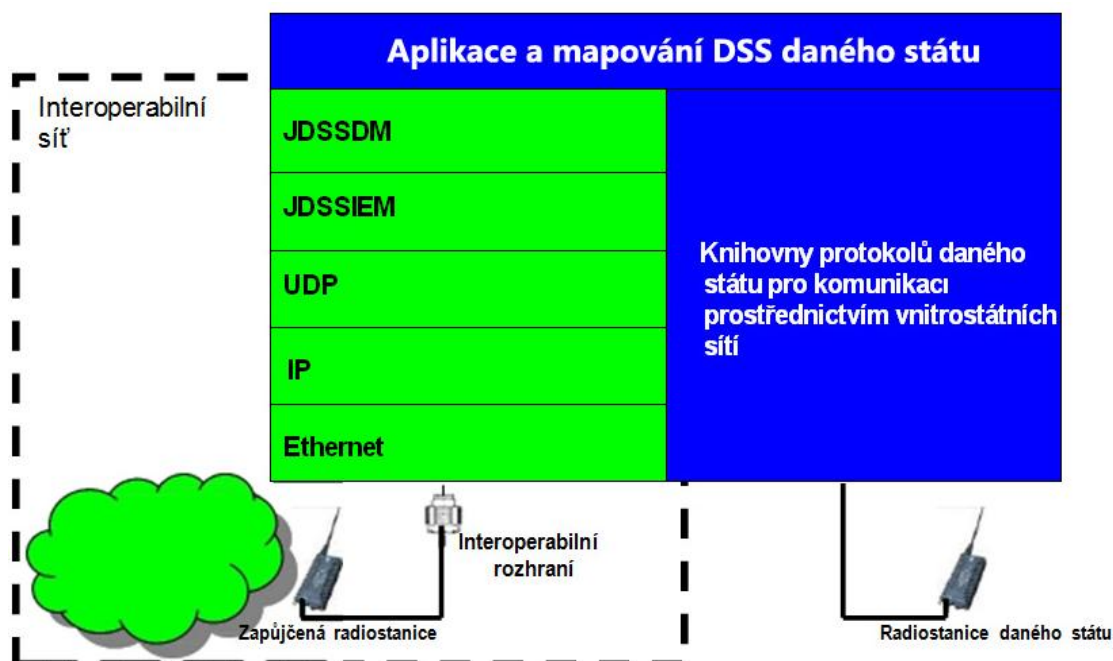 Aplikace a mapování DSS daného státu
Interoperabilní
síť
JDSSDM
JDSSIEM
UDP
IP
Ethernet
Knihovny protokolů daného
státu pro komunikaci
prostřednictvím vnitrostátních
sítí
Interoperabilní
rozhraní
Zapůjčená radiostanice
Radiostanice daného státu